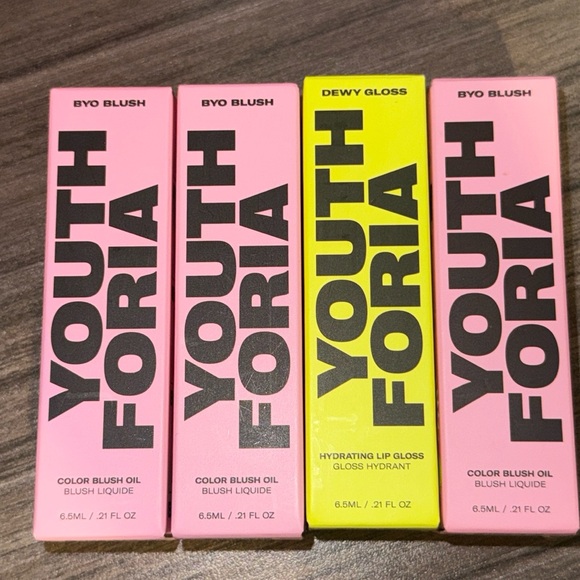 BYO BLUSH
YOUTH
FORIA
COLOR BLUSH OIL
BLUSH LIQUIDE
6.5ML / .21 FL OZ
BYO BLUSH
YOUTH
FORIA
COLOR BLUSH OIL
BLUSH LIQUIDE
6.5ML / .21 FL OZ
DEWY GLOSS
YOUTH
FORIA
HYDRATING LIP GLOSS
GLOSS HYDRANT
6.5ML / .21 FL OZ
BYO BLUSH
YOUTH
FORIA
COLOR BLUSH OIL
BLUSH LIQUIDE
6.5ML / .21 FL OZ